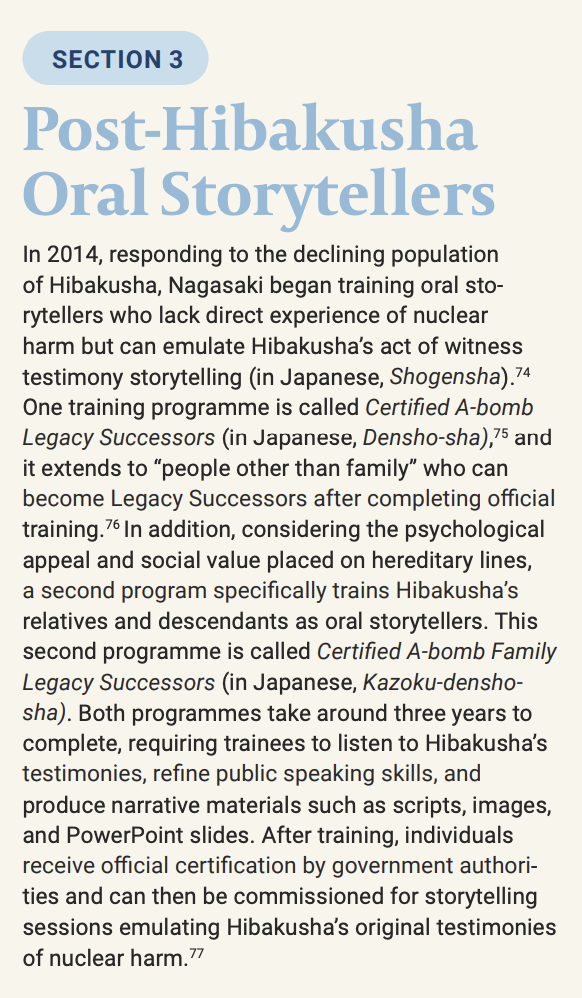 SECTION 3
Post-Hibakusha
Oral Storytellers
In 2014, responding to the declining population
of Hibakusha, Nagasaki began training oral sto-
rytellers who lack direct experience of nuclear
harm but can emulate Hibakusha’s act of witness
testimony storytelling (in Japanese, Shogensha).74
One training programme is called Certified A-bomb
Legacy Successors (in Japanese, Densho-sha),75 and
it extends to “people other than family” who can
become Legacy Successors after completing official
training.76 In addition, considering the psychological
appeal and social value placed on hereditary lines,
a second program specifically trains Hibakusha’s
relatives and descendants as oral storytellers. This
second programme is called Certified A-bomb Family
Legacy Successors (in Japanese, Kazoku-densho-
sha). Both programmes take around three years to
complete, requiring trainees to listen to Hibakusha’s
testimonies, refine public speaking skills, and
produce narrative materials such as scripts, images,
and PowerPoint slides. After training, individuals
receive official certification by government authori-
ties and can then be commissioned for storytelling
sessions emulating Hibakusha’s original testimonies
of nuclear harm.77